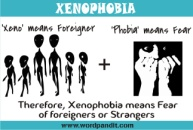 XENOPHOBIA
'Xeno' means Foreigner
'Phobia' means Fear
+
Therefore, Xenophobia means Fear
of foreigners or Strangers
www.wordpandit.com